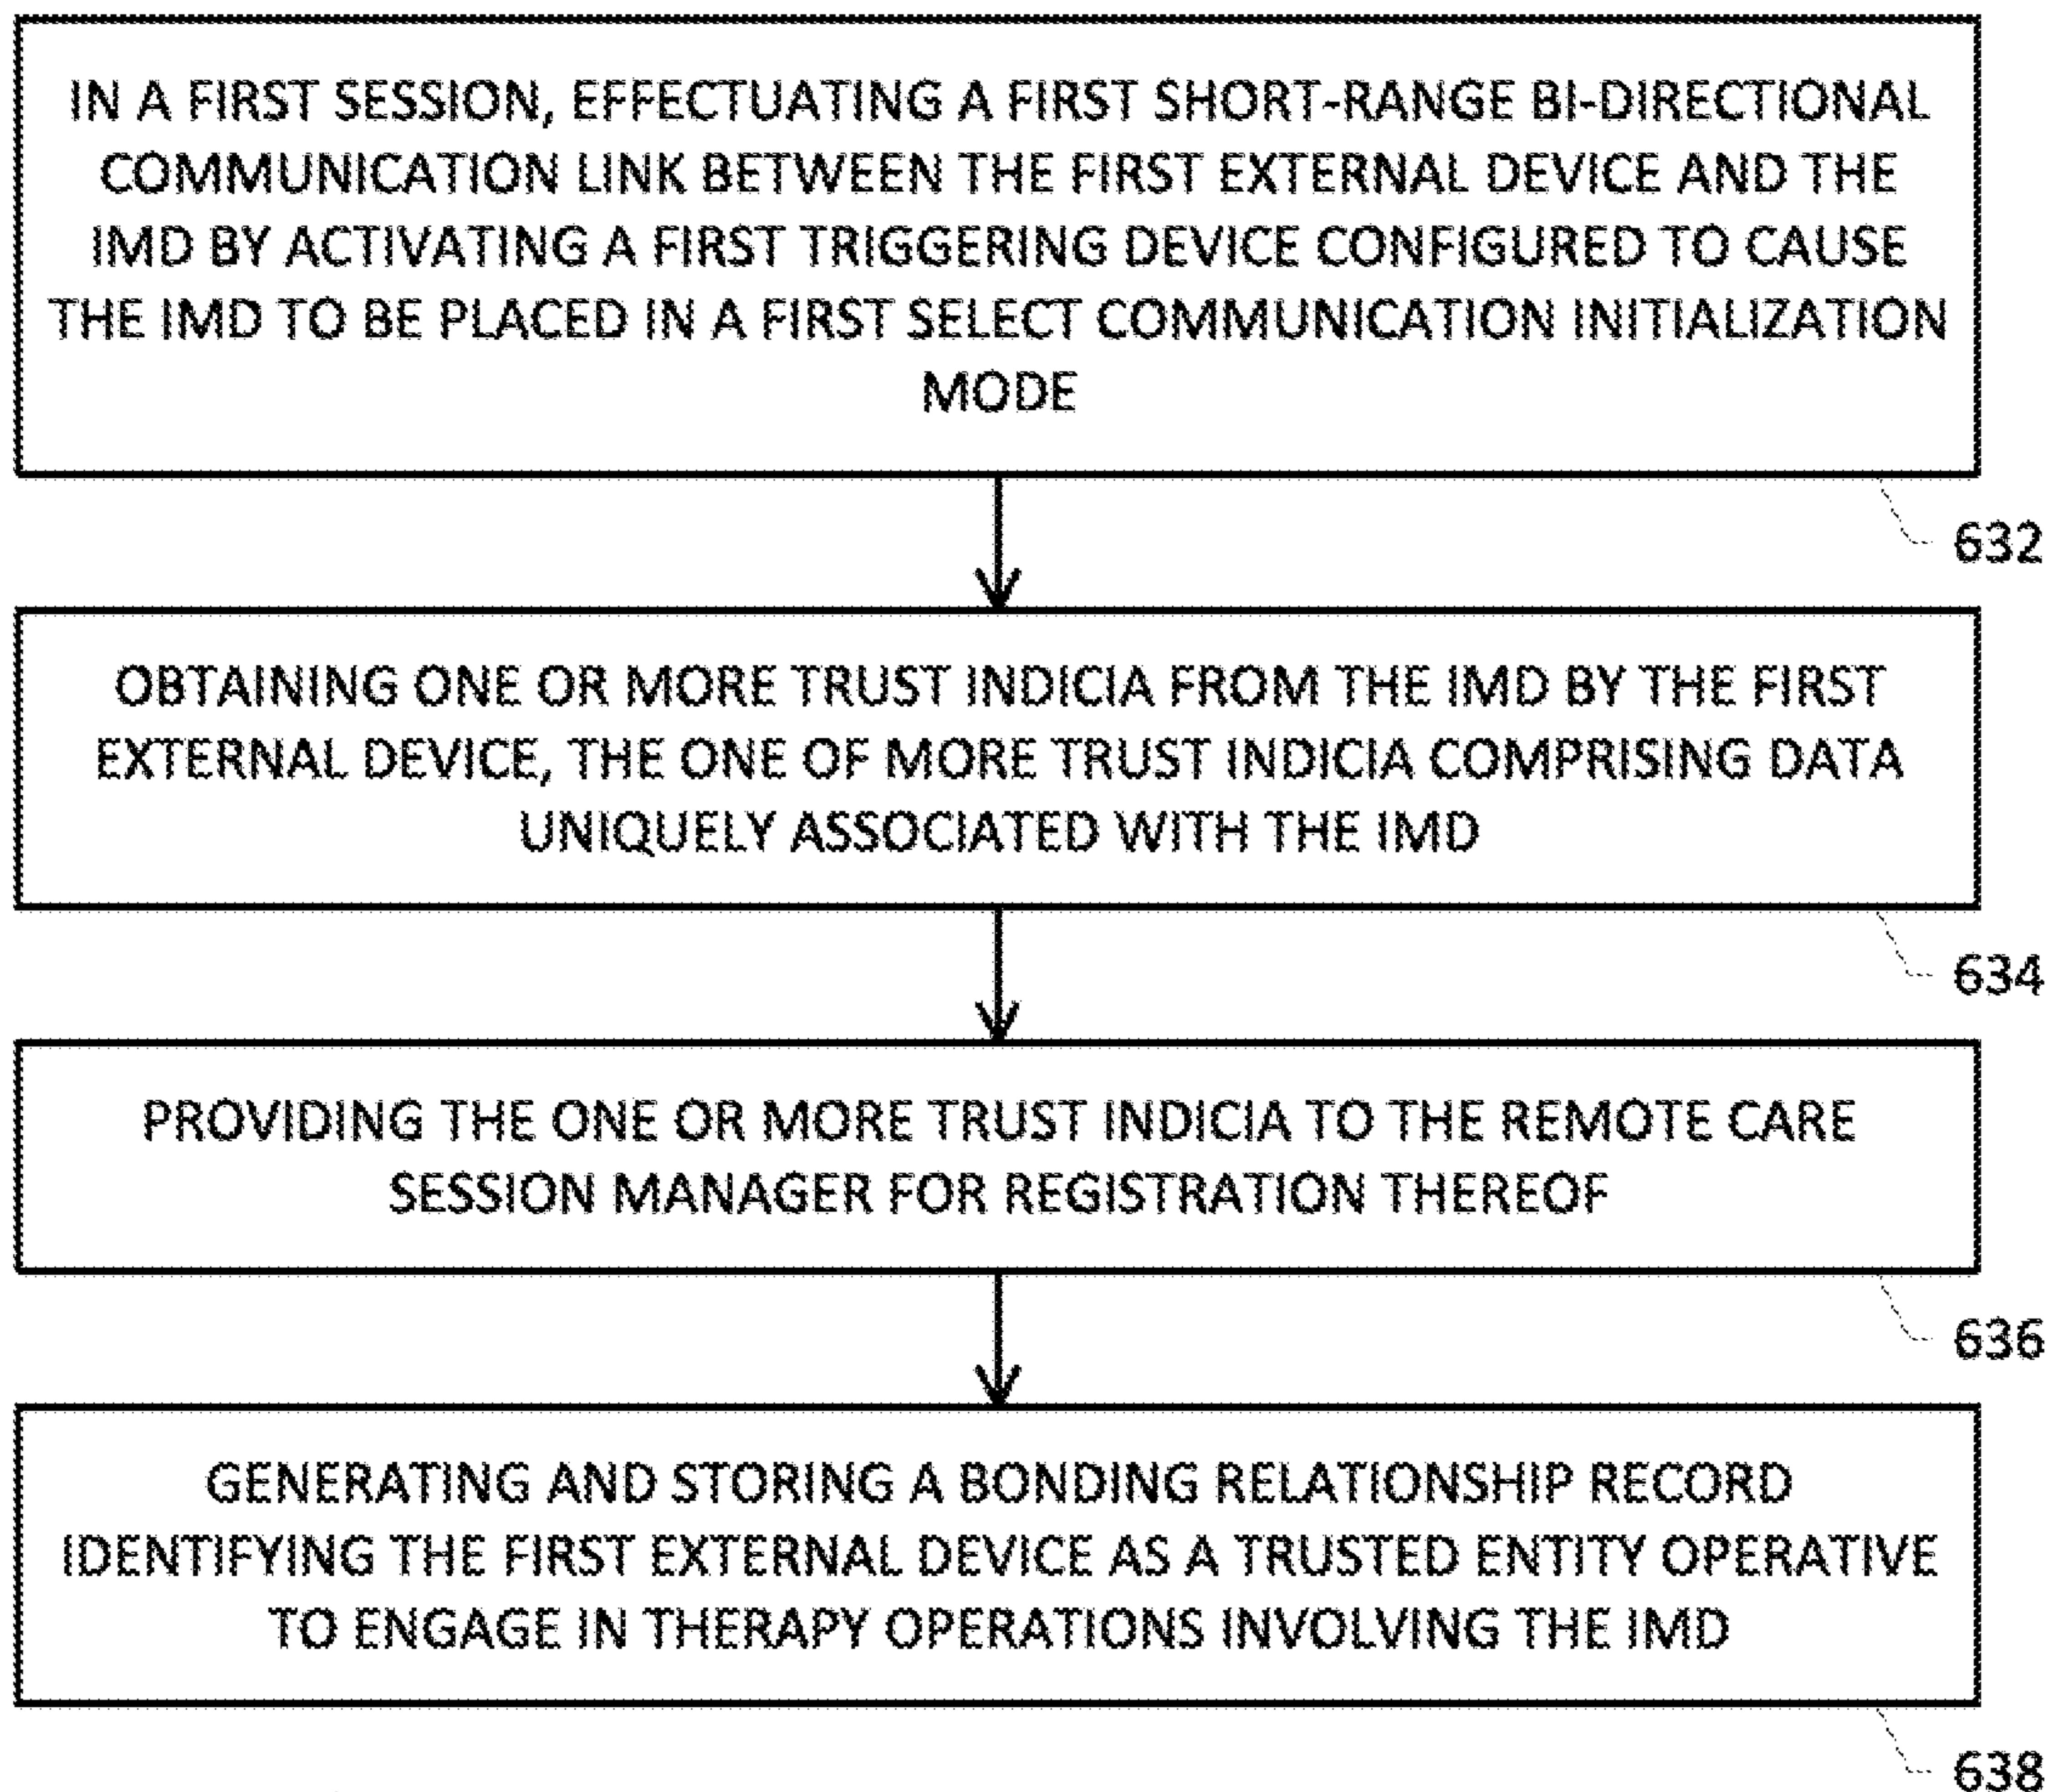 IN A FIRST SESSION, EFFECTUATING A FIRST SHORT-RANGE BI-DIRECTIONAL
COMMUNICATION LINK BETWEEN THE FIRST EXTERNAL DEVICE AND THE
IMD BY ACTIVATING A FIRST TRIGGERING DEVICE CONFIGURED TO CAUSE
THE IMD TO BE PLACED IN A FIRST SELECT COMMUNICATION INITIALIZATION
MODE
632
OBTAINING ONE OR MORE TRUST INDICIA FROM THE IMD BY THE FIRST
EXTERNAL DEVICE, THE ONE OF MORE TRUST INDICIA COMPRISING DATA
UNIQUELY ASSOCIATED WITH THE IMD
634
PROVIDING THE ONE OR MORE TRUST INDICIA TO THE REMOTE CARE
SESSION MANAGER FOR REGISTRATION THEREOF
636
GENERATING AND STORING A BONDING RELATIONSHIP RECORD
IDENTIFYING THE FIRST EXTERNAL DEVICE AS A TRUSTED ENTITY OPERATIVE
TO ENGAGE IN THERAPY OPERATIONS INVOLVING THE IMD
638